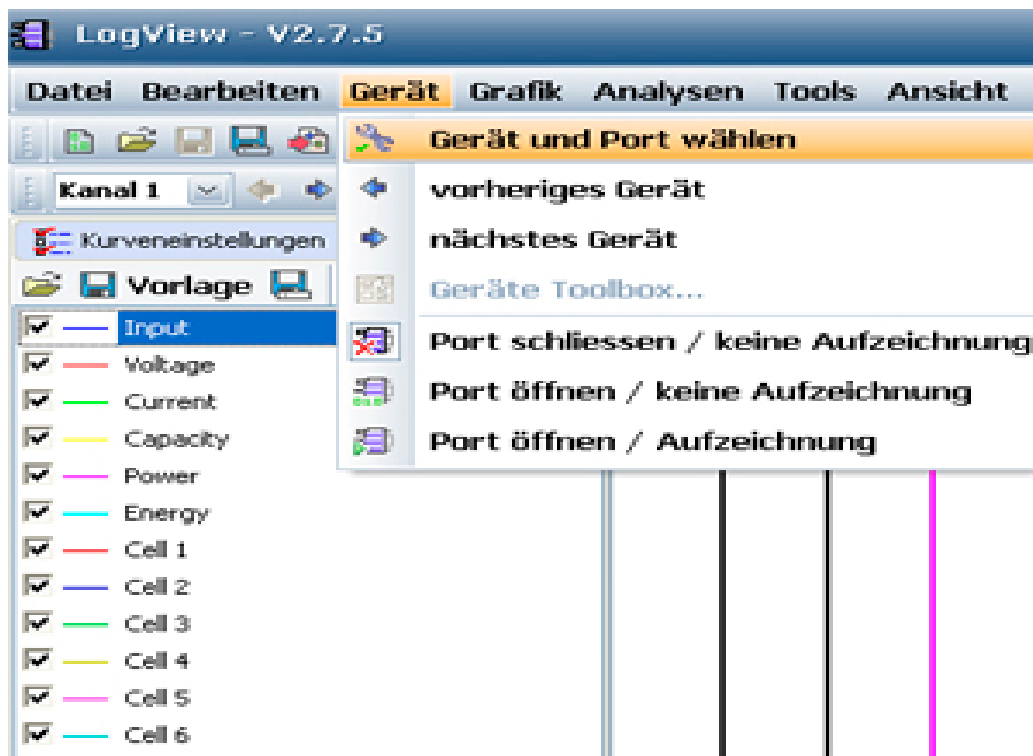 LogView - V2.7.5
Datei Bearbeiten Gerät Grafik Analysen Tools Ansicht
Gerät und Port wählen
Kanal 1
vorheriges Gerät
Kurveneinstellungen
nächstes Gerät
Vorlage
Geräte Toolbox...
Input
Port schliessen / keine Aufzeichnung
Voltage
Current
Port öffnen / keine Aufzeichnung
Capacity
Port öffnen / Aufzeichnung
Power
Energy
Cell 1
Cell 2
Cell 3
Cell 4
Cell 5
Cell 6